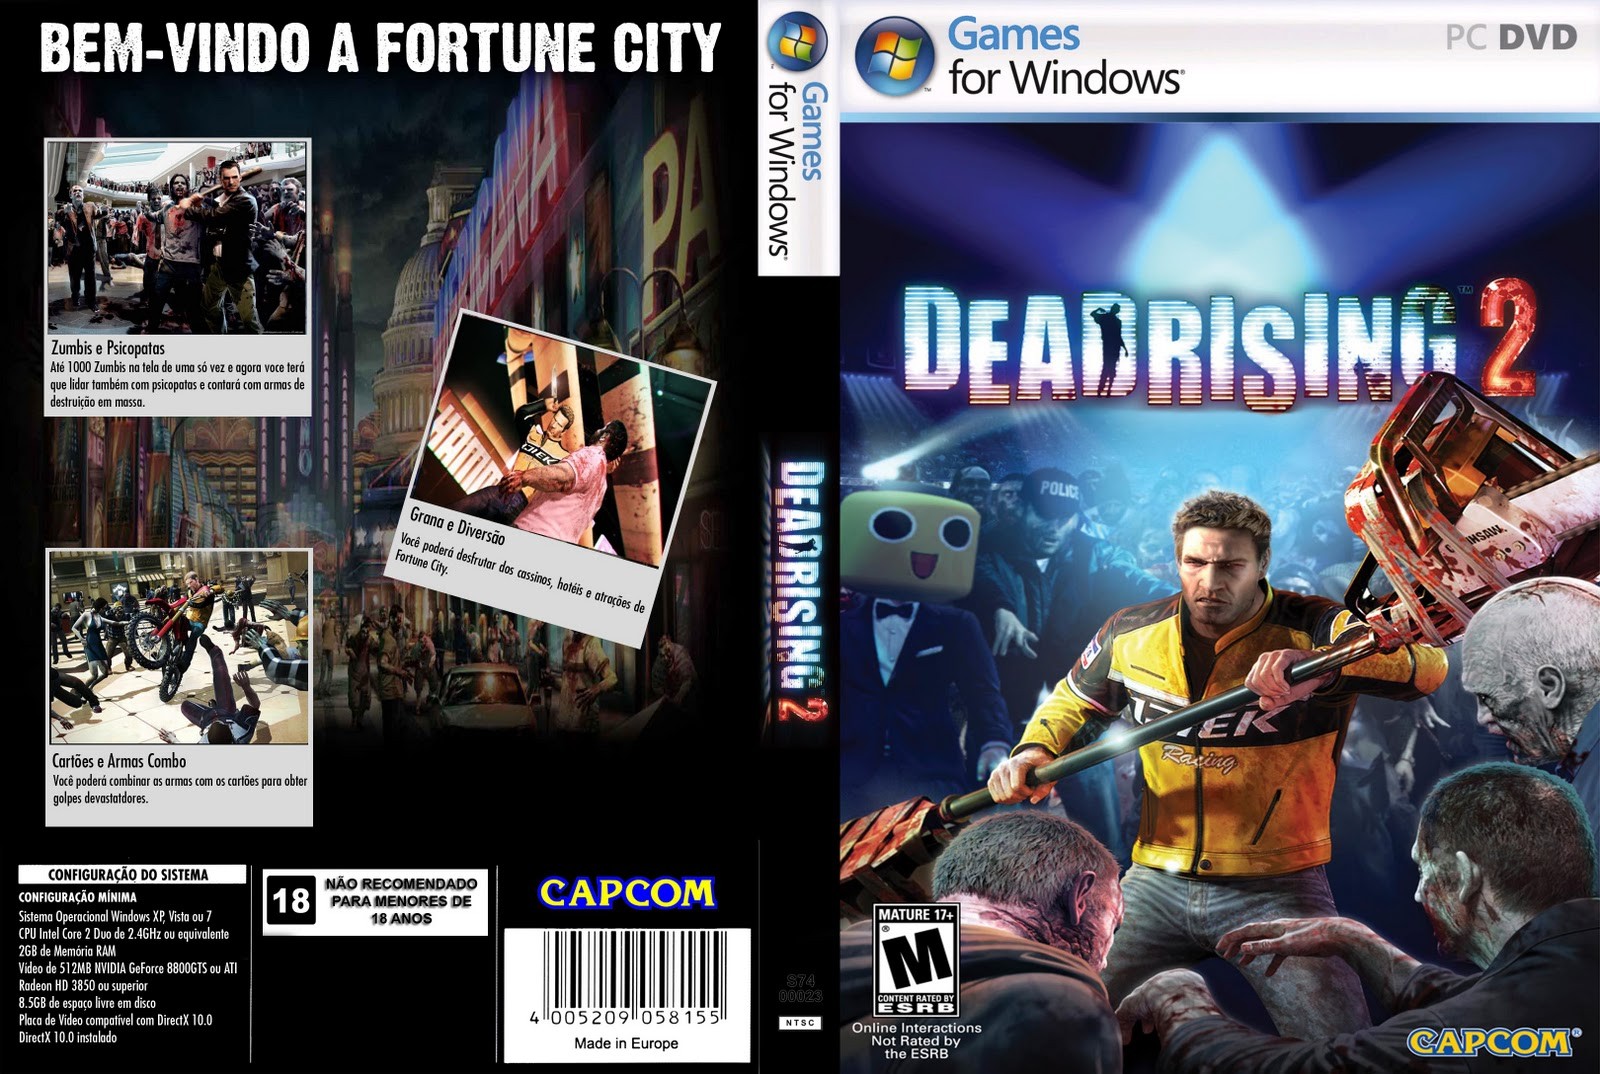 BEM-VINDO A FORTUNE CITY
Zumbis e Psicopatas
Até 1000 Zumbis na tela de uma só vez e agora voce terá
que lidar também com psicopatas e contará com armas de
destruição em massa.
Grana e Diversão
Você poderá desfrutar dos cassinos, hotéis e atrações de
Fortune City.
Cartões e Armas Combo
Você poderá combinar as armas com os cartões para obter
golpes devastatdores.
CONFIGURAÇÃO DO SISTEMA
CONFIGURAÇÃO MÍNIMA
Sistema Operacional Windows XP, Vista ou 7
CPU Intel Core 2 Duo de 2.4GHz ou equivalente
2GB de Memória RAM
Vídeo de 512MB NVIDIA GeForce 8800GTS ou ATI
Radeon HD 3850 ou superior
8.5GB de espaço livre em disco
Placa de Vídeo compatível com DirectX 10.0
DirectX 10.0 instalado
18
NÃO RECOMENDADO
PARA MENORES DE
18 ANOS
CAPCOM
4 005209 058155
Made in Europe
PA
Games
for Windows®
DEADRISING 2
S74
00023
NTSC
Games
for Windows®
PC DVD
DEADRISING™ 2
POLICE
TEK
Racing
MATURE 17+
M®
CONTENT RATED BY
ESRB
Online Interactions
Not Rated by
the ESRB
CAPCOM®